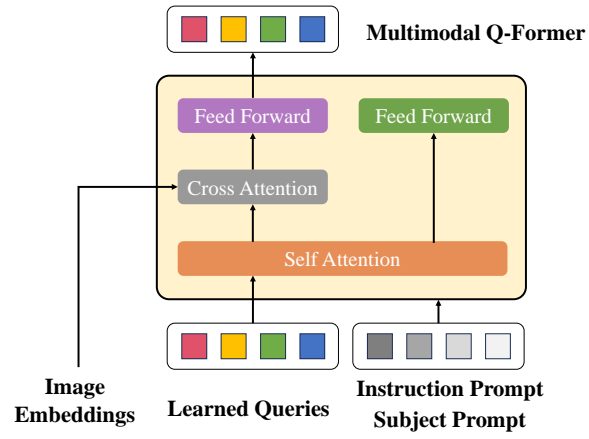 Multimodal Q-Former
Feed Forward
Feed Forward
Cross Attention
Self Attention
Image
Embeddings
Learned Queries
Instruction Prompt
Subject Prompt